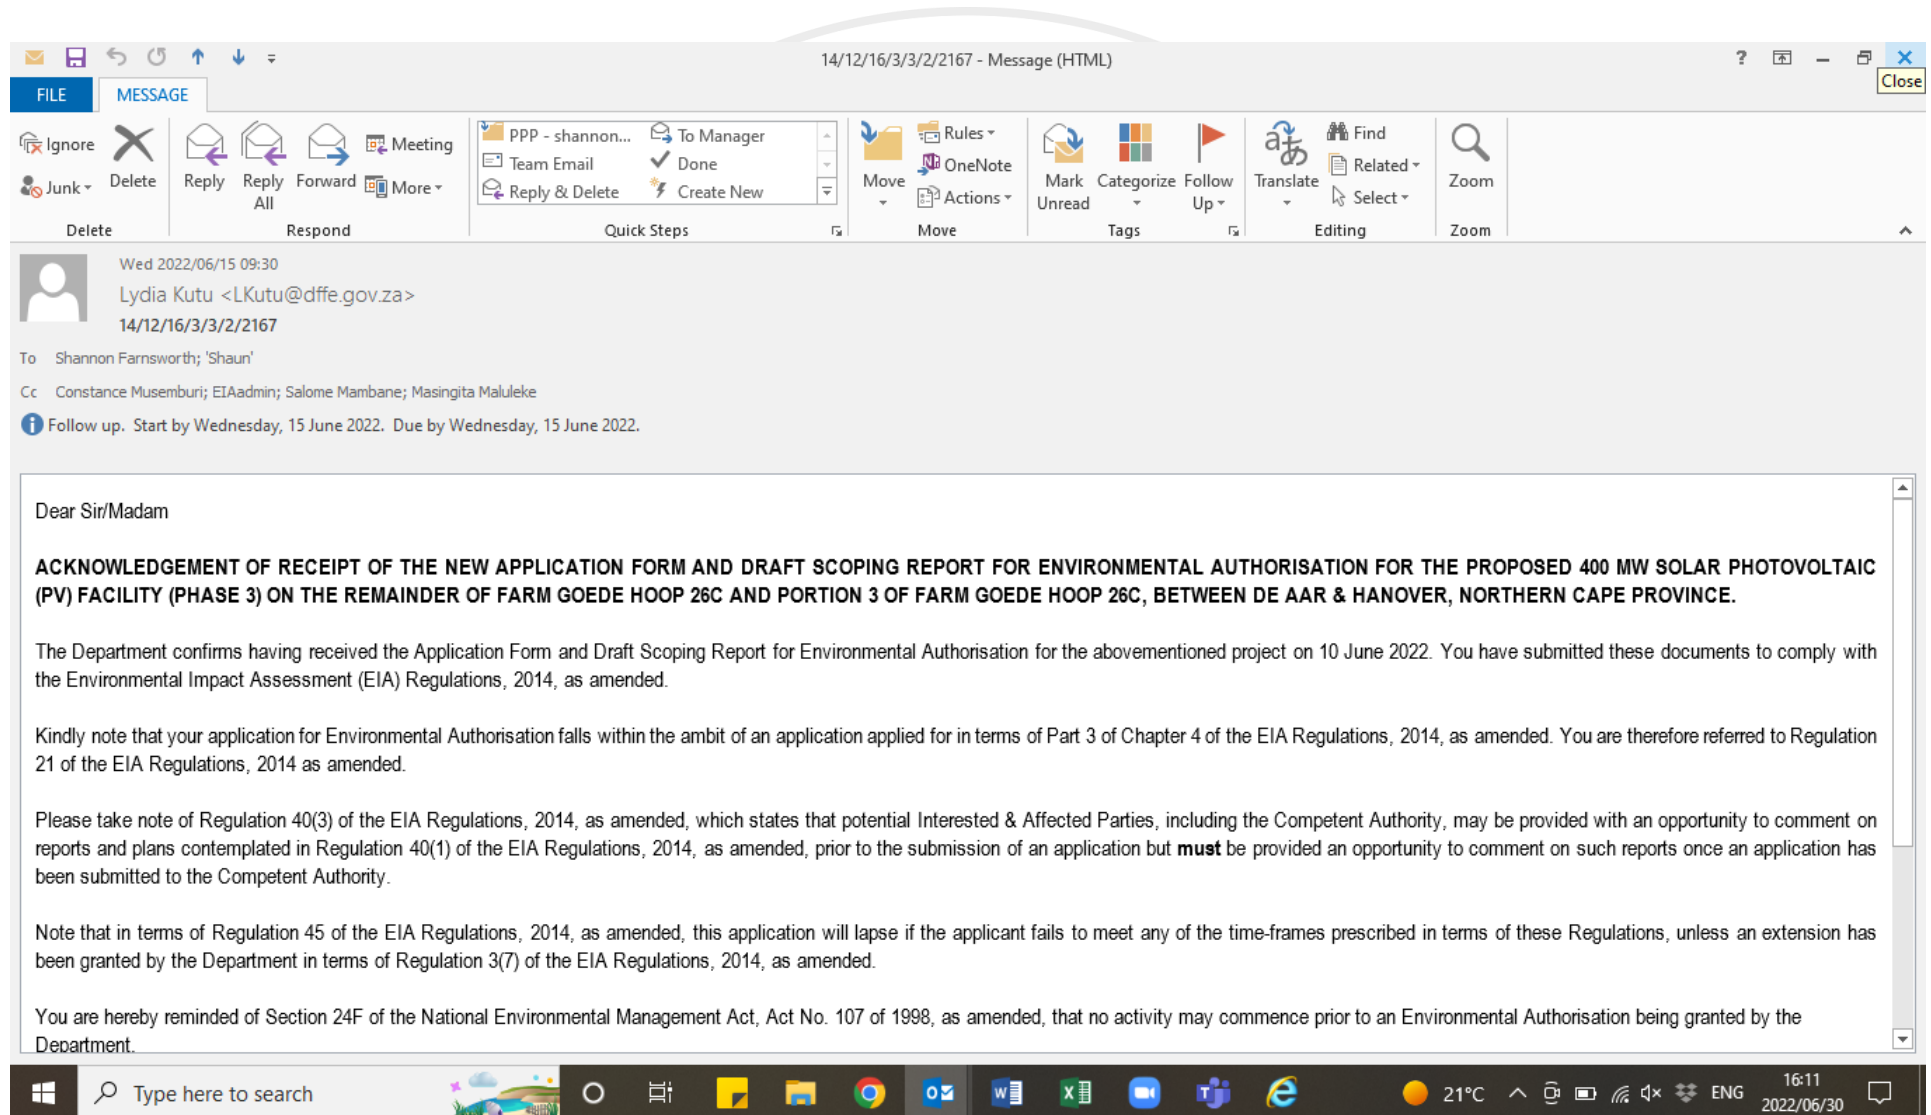 14/12/16/3/3/2/2167 - Message (HTML)
?
Close
FILE
MESSAGE
Ignore
Junk
Delete
Reply
Reply All
Forward
Meeting
More
PPP - shannon...
Team Email
Reply & Delete
To Manager
Done
Create New
Move
Rules
OneNote
Actions
Mark Unread
Categorize
Follow Up
Translate
Find
Related
Select
Zoom
Delete
Respond
Quick Steps
Move
Tags
Editing
Zoom
Wed 2022/06/15 09:30
Lydia Kutu <LKutu@dffe.gov.za>
14/12/16/3/3/2/2167
To Shannon Farnsworth; 'Shaun'
Cc Constance Musemburi; EIAadmin; Salome Mambane; Masingita Maluleke
Follow up. Start by Wednesday, 15 June 2022. Due by Wednesday, 15 June 2022.
Dear Sir/Madam
ACKNOWLEDGEMENT OF RECEIPT OF THE NEW APPLICATION FORM AND DRAFT SCOPING REPORT FOR ENVIRONMENTAL AUTHORISATION FOR THE PROPOSED 400 MW SOLAR PHOTOVOLTAIC
(PV) FACILITY (PHASE 3) ON THE REMAINDER OF FARM GOEDE HOOP 26C AND PORTION 3 OF FARM GOEDE HOOP 26C, BETWEEN DE AAR & HANOVER, NORTHERN CAPE PROVINCE.
The Department confirms having received the Application Form and Draft Scoping Report for Environmental Authorisation for the abovementioned project on 10 June 2022. You have submitted these documents to comply with
the Environmental Impact Assessment (EIA) Regulations, 2014, as amended.
Kindly note that your application for Environmental Authorisation falls within the ambit of an application applied for in terms of Part 3 of Chapter 4 of the EIA Regulations, 2014, as amended. You are therefore referred to Regulation
21 of the EIA Regulations, 2014 as amended.
Please take note of Regulation 40(3) of the EIA Regulations, 2014, as amended, which states that potential Interested & Affected Parties, including the Competent Authority, may be provided with an opportunity to comment on
reports and plans contemplated in Regulation 40(1) of the EIA Regulations, 2014, as amended, prior to the submission of an application but must be provided an opportunity to comment on such reports once an application has
been submitted to the Competent Authority.
Note that in terms of Regulation 45 of the EIA Regulations, 2014, as amended, this application will lapse if the applicant fails to meet any of the time-frames prescribed in terms of these Regulations, unless an extension has
been granted by the Department in terms of Regulation 3(7) of the EIA Regulations, 2014, as amended.
You are hereby reminded of Section 24F of the National Environmental Management Act, Act No. 107 of 1998, as amended, that no activity may commence prior to an Environmental Authorisation being granted by the
Department.
Type here to search
21°C
ENG
16:11
2022/06/30